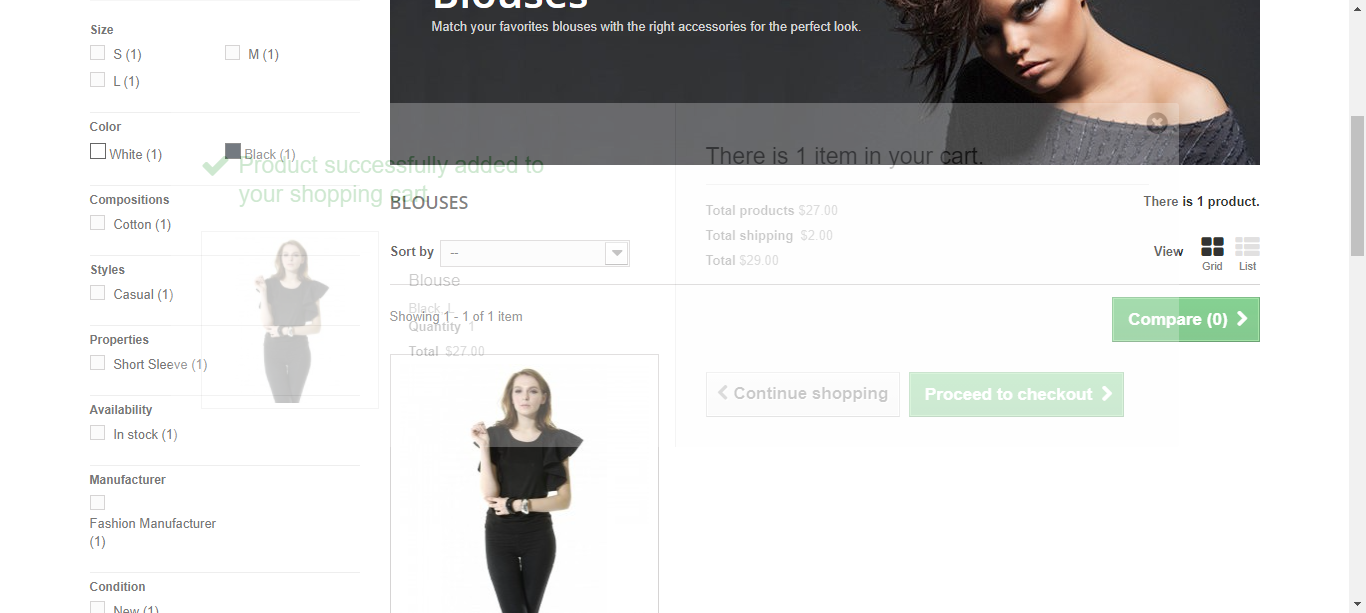 Blouses
Match your favorites blouses with the right accessories for the perfect look.
Size
S (1)
M (1)
L (1)
Color
White (1)
Black (1)
Compositions
Cotton (1)
Styles
Casual (1)
Properties
Short Sleeve (1)
Availability
In stock (1)
Manufacturer
Fashion Manufacturer
(1)
Condition
New (1)
Product successfully added to
your shopping cart
Blouse
Black, L
Quantity 1
Total $27.00
There is 1 item in your cart.
Total products $27.00
Total shipping $2.00
Total $29.00
Continue shopping
Proceed to checkout
BLOUSES
There is 1 product.
Sort by
--
View
Grid
List
Showing 1 - 1 of 1 item
Compare (0)